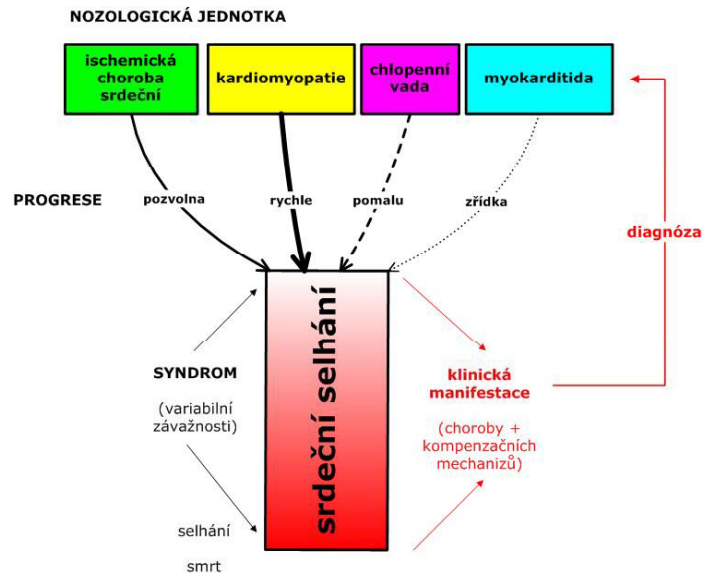 NOZOLOGICKÁ JEDNOTKA
ischemická
choroba
srdeční
kardiomyopatie
chlopenní
vada
myokarditida
PROGRESE
pozvolna
rychle
pomalu
zřídka
diagnóza
srdeční selhání
SYNDROM
(variabilní
závažnosti)
klinická
manifestace
(choroby +
kompenzačních
mechanizů)
selhání
smrt